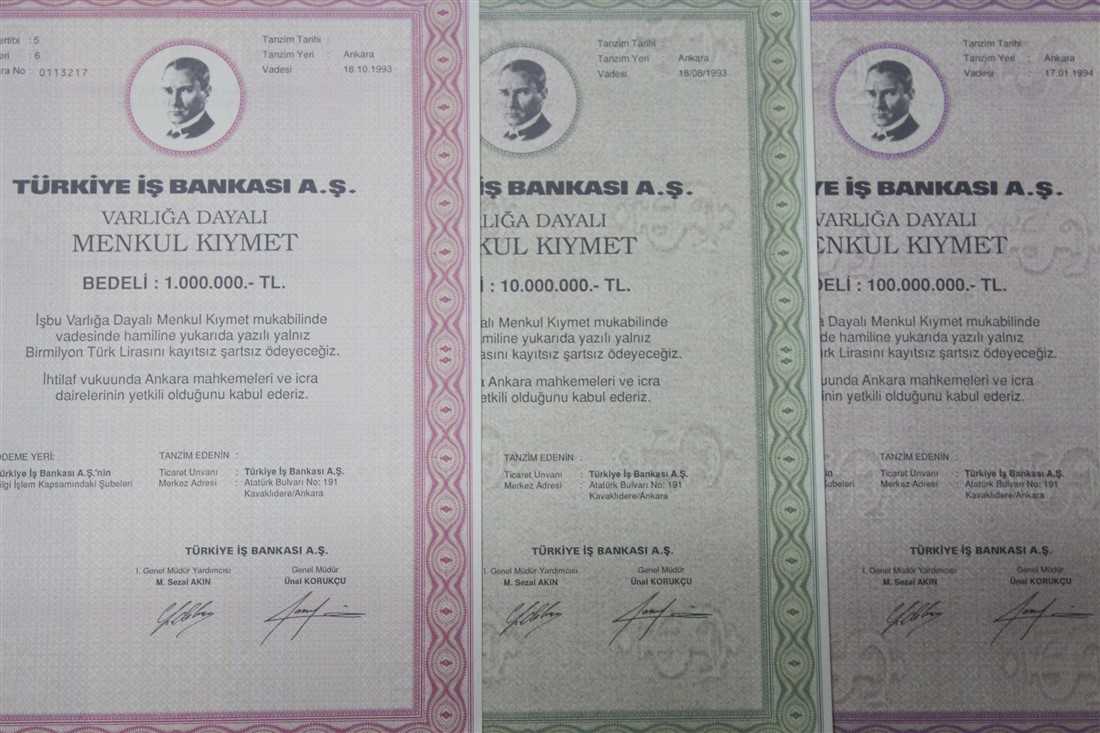 5
6
No : 0113217
Tanzim Tarihi :
Tanzim Yeri : Ankara
Vadesi 18.10.1993
TÜRKİYE İŞ BANKASI A.Ş.
VARLIĞA DAYALI
MENKUL KIYMET
BEDELİ : 1.000.000.- TL.
İşbu Varlığa Dayalı Menkul Kıymet mukabilinde
vadesinde hamiline yukarıda yazılı yalnız
Birmilyon Türk Lirasını kayıtsız şartsız ödeyeceğiz.
İhtilaf vukuunda Ankara mahkemeleri ve icra
dairelerinin yetkili olduğunu kabul ederiz.
ÖDEME YERİ:
Türkiye İş Bankası A.Ş.'nin
Bilgi İşlem Kapsamındaki Şubeleri
TANZİM EDENİN :
Ticaret Unvanı : Türkiye İş Bankası A.Ş.
Merkez Adresi : Atatürk Bulvarı No: 191
Kavaklıdere/Ankara
TÜRKİYE İŞ BANKASI A.Ş.
I. Genel Müdür Yardımcısı Genel Müdür
M. Sezai AKIN Ünal KORUKÇU
Tanzim Tarihi :
Tanzim Yeri : Ankara
Vadesi 18/08/1993
İŞ BANKASI A.Ş.
DAYALI
KIYMET
: 10.000.000.- TL.
Menkul Kıymet mukabilinde
yukarıda yazılı yalnız
kayıtsız şartsız ödeyeceğiz.
Ankara mahkemeleri ve icra
yetkili olduğunu kabul ederiz.
TANZİM EDENİN :
Ticaret Unvanı : Türkiye İş Bankası A.Ş.
Merkez Adresi : Atatürk Bulvarı No: 191
Kavaklıdere/Ankara
TÜRKİYE İŞ BANKASI A.Ş.
I. Genel Müdür Yardımcısı Genel Müdür
M. Sezai AKIN Ünal KORUKÇU
Tanzim Tarihi :
Tanzim Yeri : Ankara
Vadesi : 17.01.1994
İŞ BANKASI A.Ş.
VARLIĞA DAYALI
MENKUL KIYMET
: 100.000.000.- TL.
Dayalı Menkul Kıymet mukabilinde
hamiline yukarıda yazılı yalnız
Türk Lirasını kayıtsız şartsız ödeyeceğiz.
Ankara mahkemeleri ve icra
yetkili olduğunu kabul ederiz.
Şubeleri
TANZİM EDENİN :
Ticaret Unvanı : Türkiye İş Bankası A.Ş.
Merkez Adresi : Atatürk Bulvarı No: 191
Kavaklıdere/Ankara
TÜRKİYE İŞ BANKASI A.Ş.
I. Genel Müdür Yardımcısı Genel Müdür
M. Sezai AKIN Ünal KORUKÇU